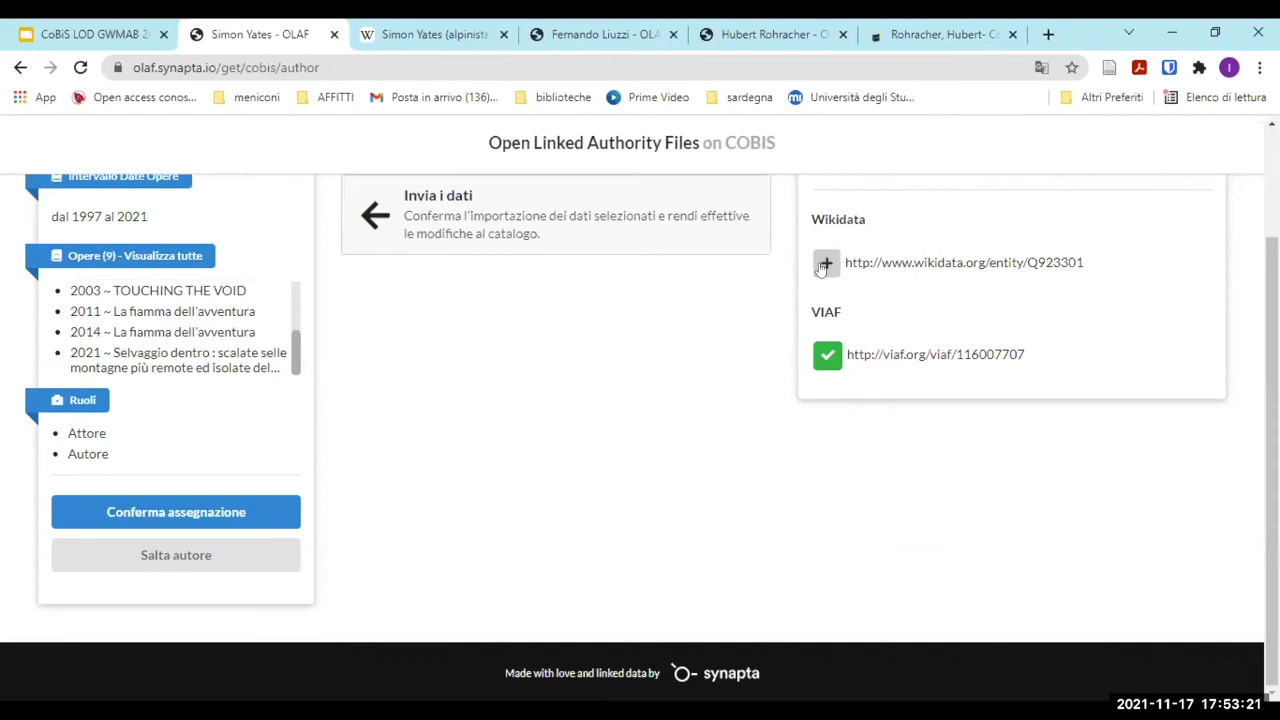 CoBiS LOD GWMAB 2
Simon Yates - OLAF
Simon Yates (alpinista
Fernando Liuzzi - OLA
Hubert Rohracher - O
Rohracher, Hubert- Co
olaf.synapta.io/get/cobis/author
App
Open access conos...
meniconi
AFFITTI
Posta in arrivo (136)...
biblioteche
Prime Video
sardegna
Università degli Stu...
Altri Preferiti
Elenco di lettura
Open Linked Authority Files on COBIS
Intervallo Date Opere
dal 1997 al 2021
Opere (9) - Visualizza tutte
2003 ~ TOUCHING THE VOID
2011 ~ La fiamma dell'avventura
2014 ~ La fiamma dell'avventura
2021 ~ Selvaggio dentro : scalate selle
montagne più remote ed isolate del...
Ruoli
Attore
Autore
Conferma assegnazione
Salta autore
Invia i dati
Conferma l'importazione dei dati selezionati e rendi effettive
le modifiche al catalogo.
Wikidata
http://www.wikidata.org/entity/Q923301
VIAF
http://viaf.org/viaf/116007707
Made with love and linked data by synapta
2021-11-17 17:53:21